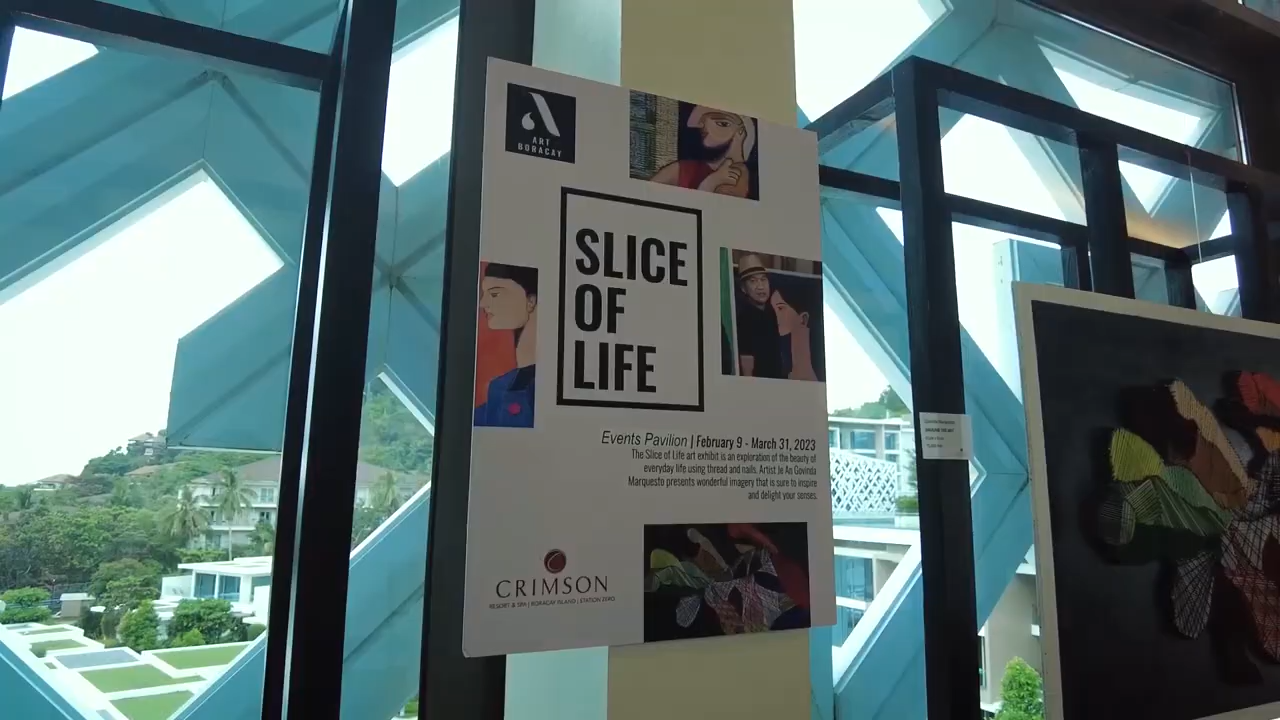 ART
BORACAY
SLICE
OF
LIFE
Events Pavilion | February 9 - March 31, 2023
The Slice of Life art exhibit is an exploration of the beauty of
everyday life using thread and nails. Artist Je As Govinda
Marquesto presents wonderful imagery that is sure to inspire
and delight your senses.
CRIMSON
RESORT & SPA | BORACAY ISLAND | STATION ZERO